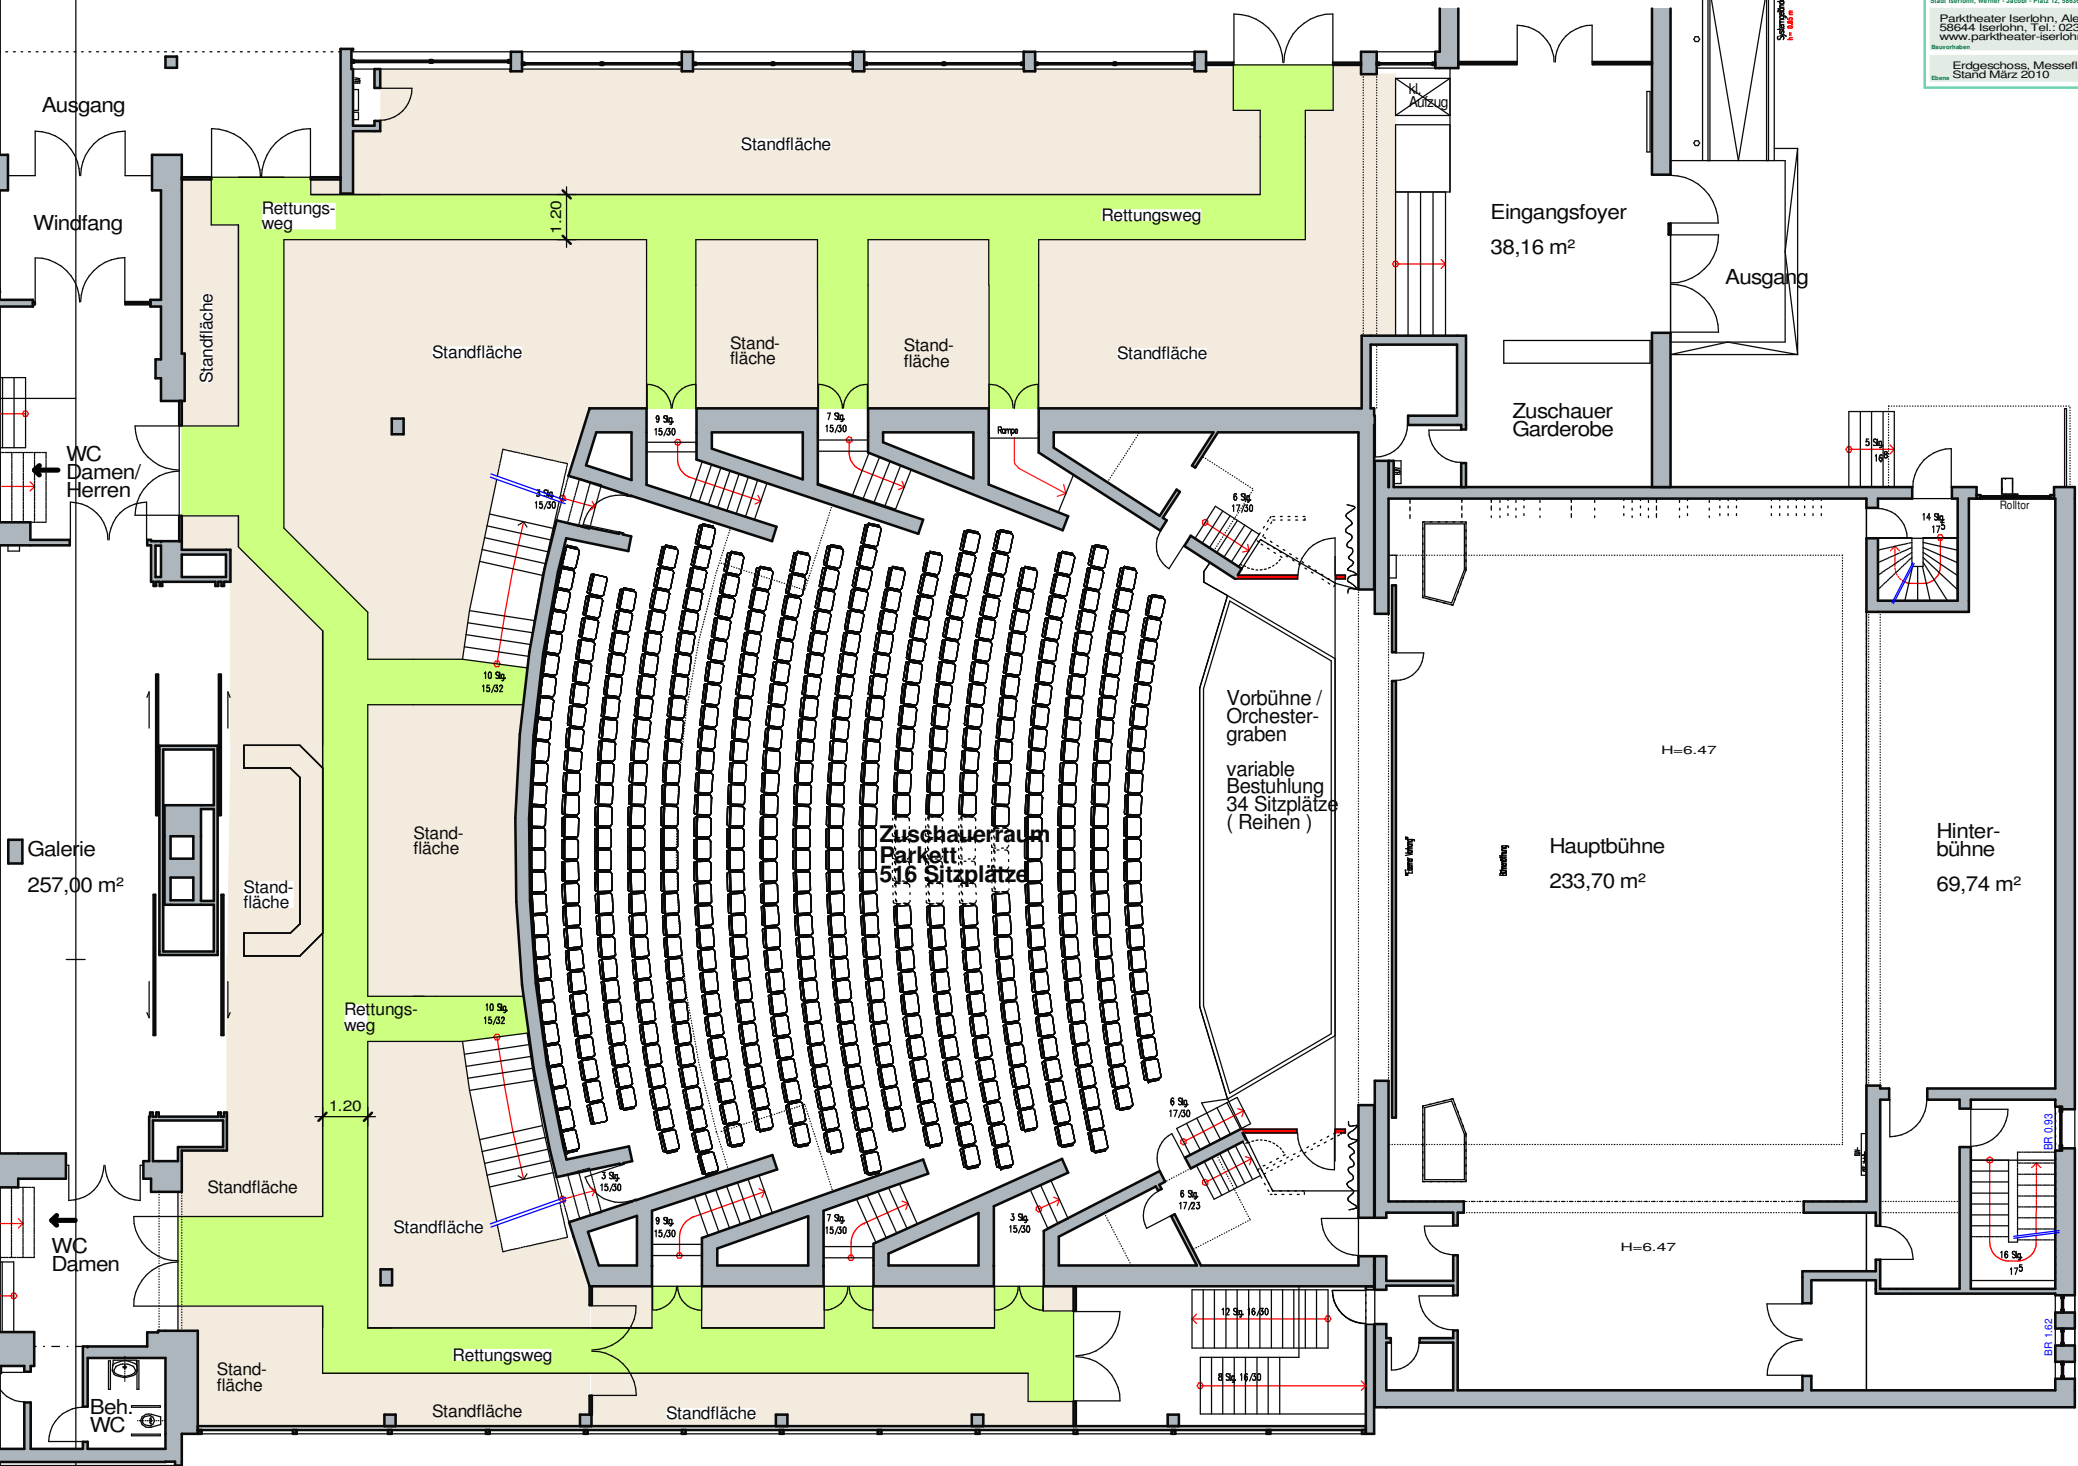 Parktheater Iserlohn, Ale
58644 Iserlohn, Tel.: 023
www.parktheater-iserlohn
Bauvorhaben
Erdgeschoss, Messefl
Ebene
Stand März 2010
Ausgang
Windfang
Rettungs-
weg
1.20
Standfläche
Rettungsweg
kl.
Aufzug
Eingangsfoyer
38,16 m²
Ausgang
Standfläche
Standfläche
Stand-
fläche
Stand-
fläche
Standfläche
Zuschauer
Garderobe
WC
Damen/
Herren
9 Stg.
15/30
7 Stg.
15/30
Rampe
3 Stg.
15/30
6 Stg.
17/30
5 Stg.
14 Stg.
Rolltor
10 Stg.
15/32
Vorbühne /
Orchester-
graben
variable
Bestuhlung
34 Sitzplätze
( Reihen )
H=6.47
Zuschauerraum
Parkett
516 Sitzplätze
Stand-
fläche
Stand-
fläche
Galerie
257,00 m²
Hauptbühne
233,70 m²
Hinter-
bühne
69,74 m²
Rettungs-
weg
10 Stg.
15/32
1.20
6 Stg.
17/30
BR 0.93
Standfläche
3 Stg.
15/30
6 Stg.
17/23
Standfläche
9 Stg.
15/30
7 Stg.
15/30
3 Stg.
15/30
H=6.47
16 Stg.
17⁵
WC
Damen
12 Stg. 16/30
BR 1.62
Rettungsweg
8 Stg. 16/30
Stand-
fläche
Beh.
WC
Standfläche
Standfläche